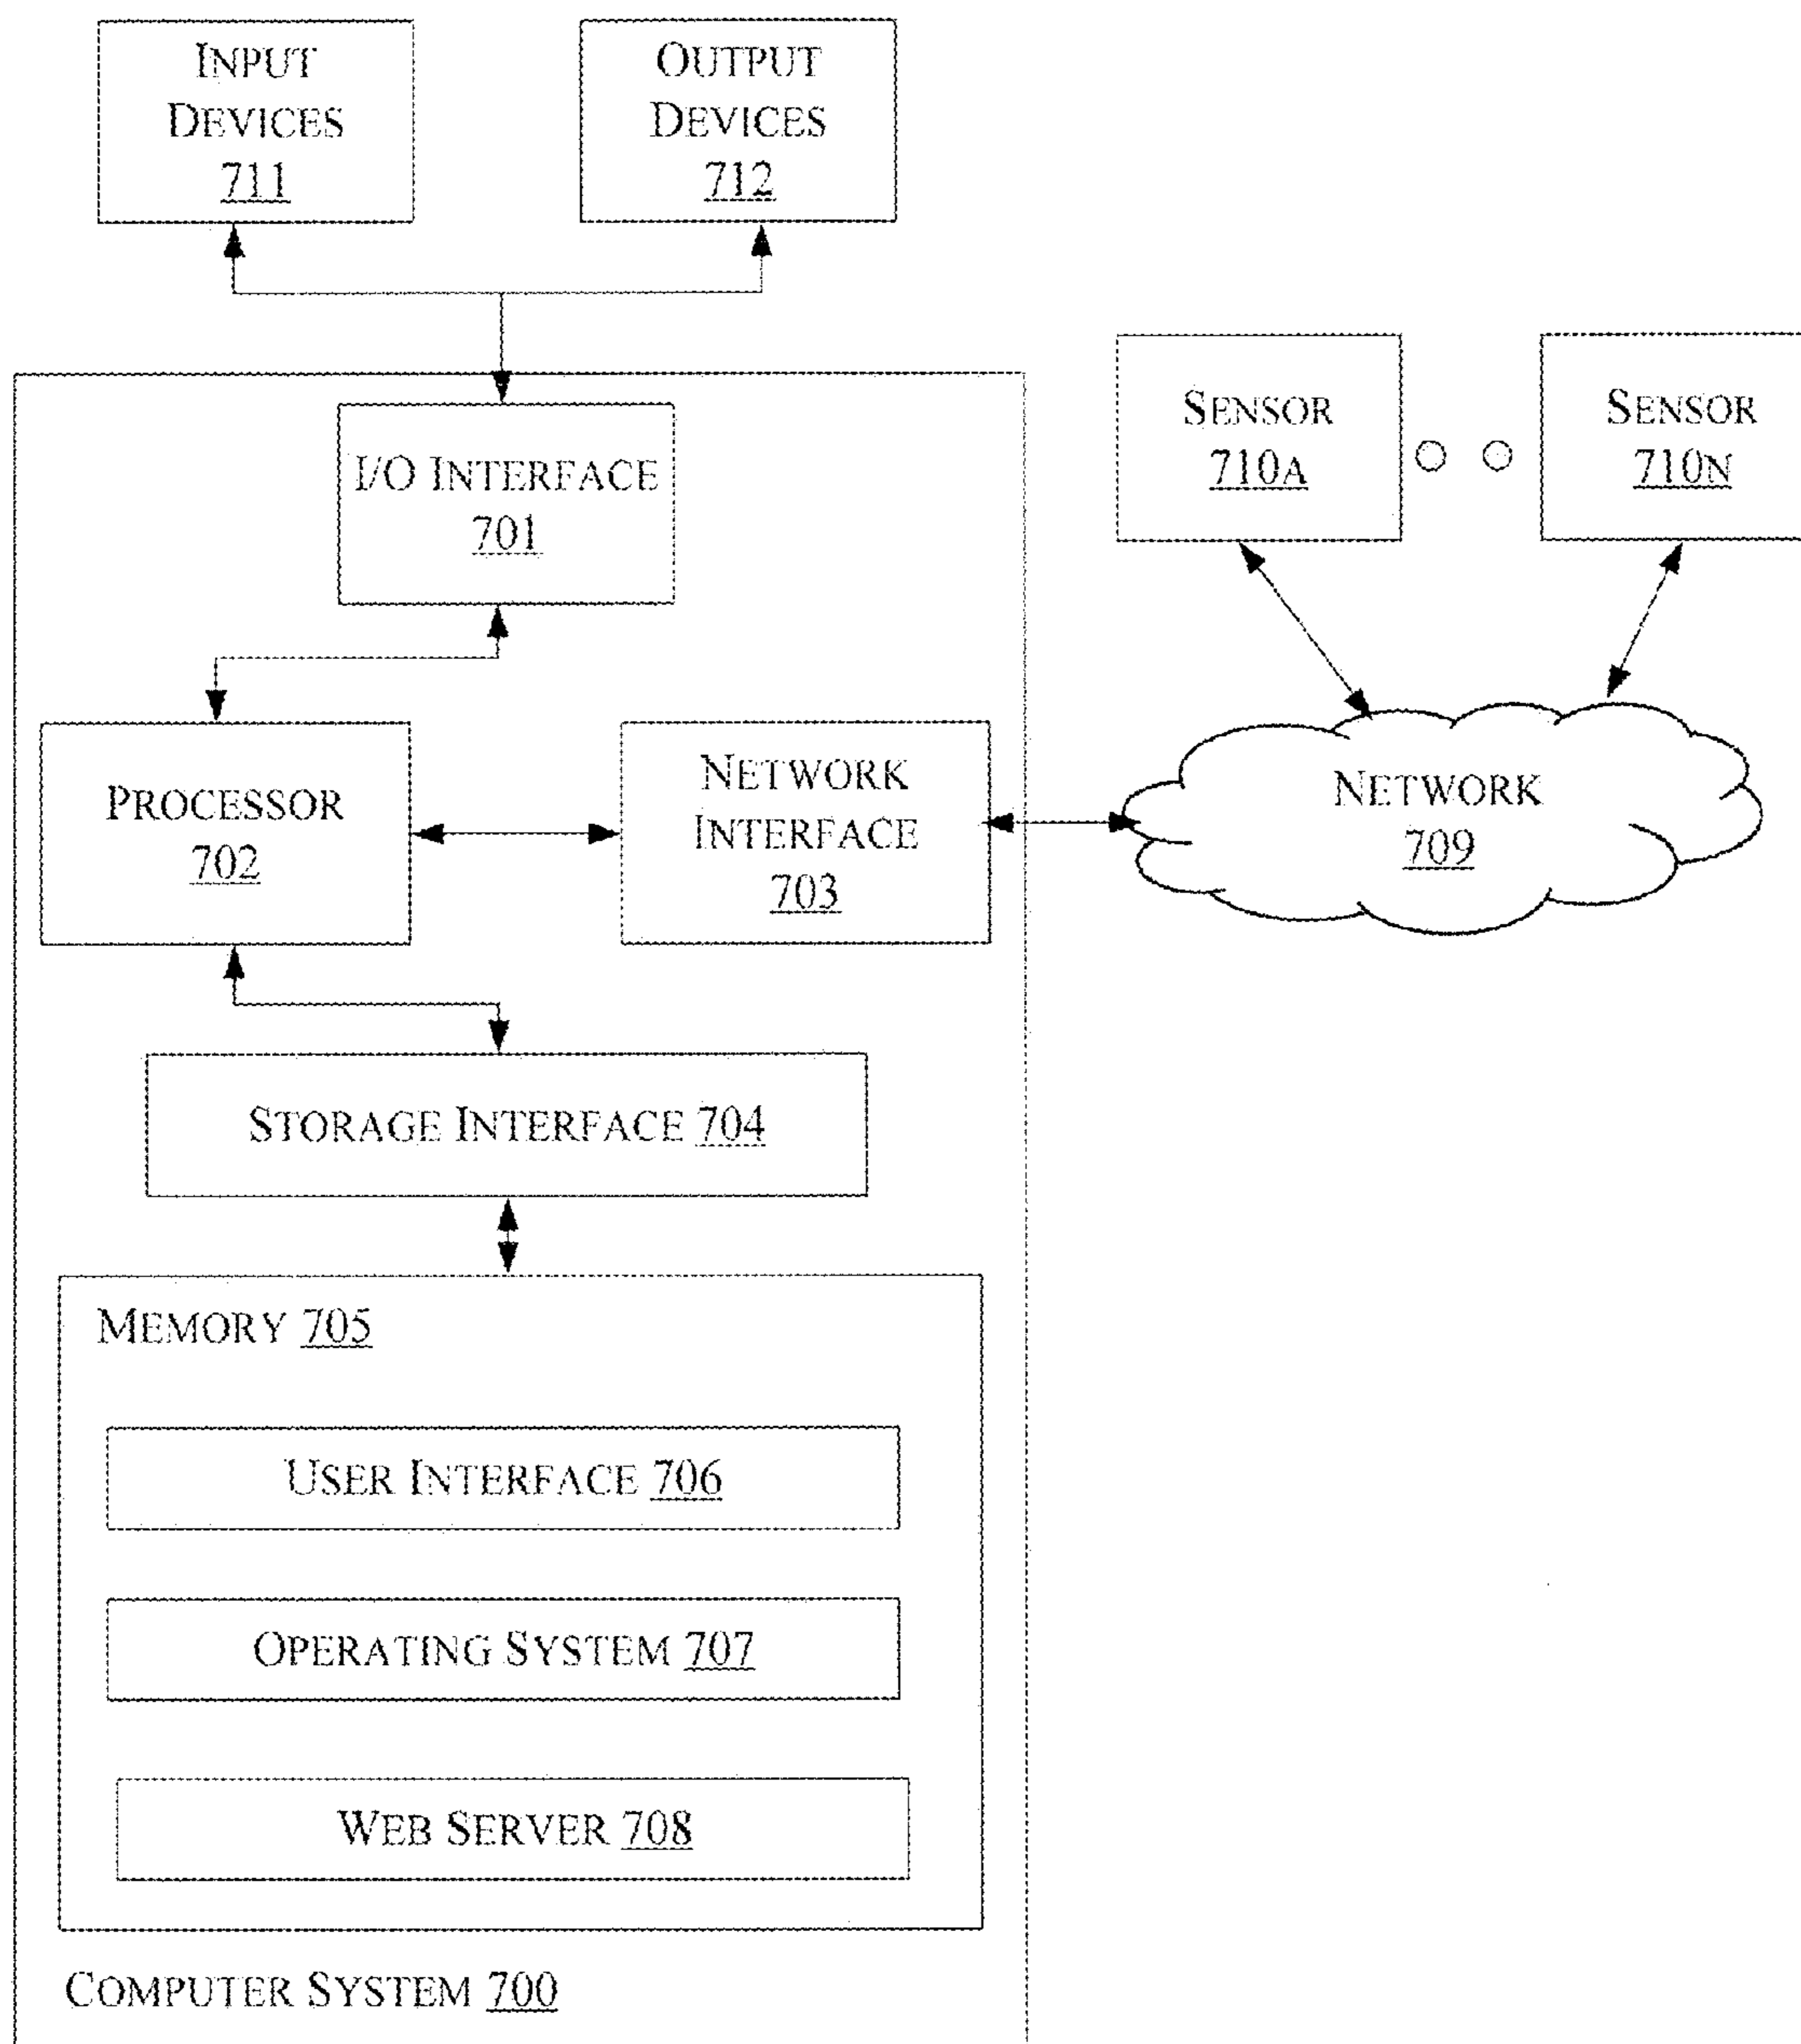 INPUT
DEVICES
711
OUTPUT
DEVICES
712
I/O INTERFACE
701
SENSOR
710A
SENSOR
710N
PROCESSOR
702
NETWORK
INTERFACE
703
NETWORK
709
STORAGE INTERFACE 704
MEMORY 705
USER INTERFACE 706
OPERATING SYSTEM 707
WEB SERVER 708
COMPUTER SYSTEM 700